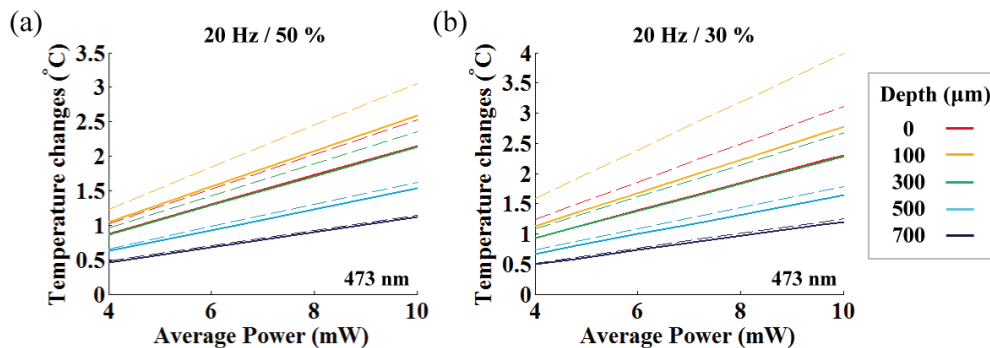 (a)
20 Hz / 50 %
Temperature changes (°C)
3.5
3
2.5
2
1.5
1
0.5
0
4
6
8
10
473 nm
Average Power (mW)
(b)
20 Hz / 30 %
Temperature changes (°C)
4
3.5
3
2.5
2
1.5
1
0.5
0
4
6
8
10
473 nm
Average Power (mW)
Depth (μm)
0
100
300
500
700